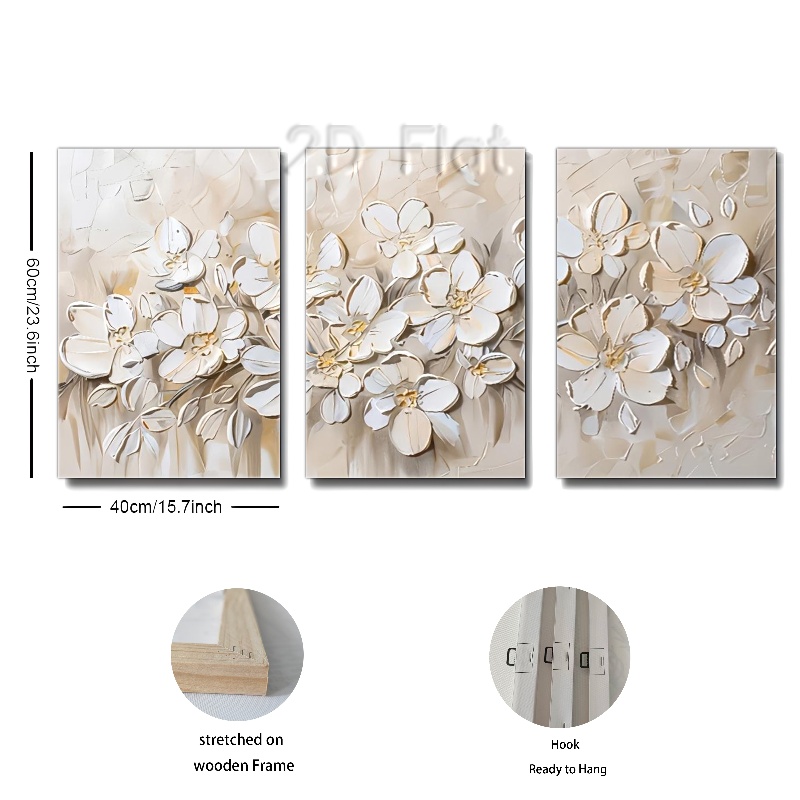 2D Flat
60cm/23.6inch
40cm/15.7inch
stretched on
wooden Frame
Hook
Ready to Hang